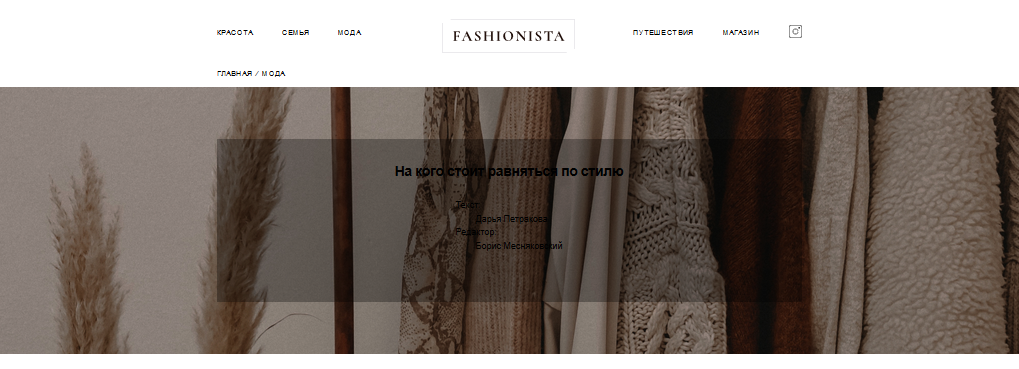 КРАСОТА СЕМЬЯ МОДА FASHIONISTA ПУТЕШЕСТВИЯ МАГАЗИН
ГЛАВНАЯ / МОДА
На кого стоит равняться по стилю
Текст:
Дарья Петракова
Редактор:
Борис Месняковский